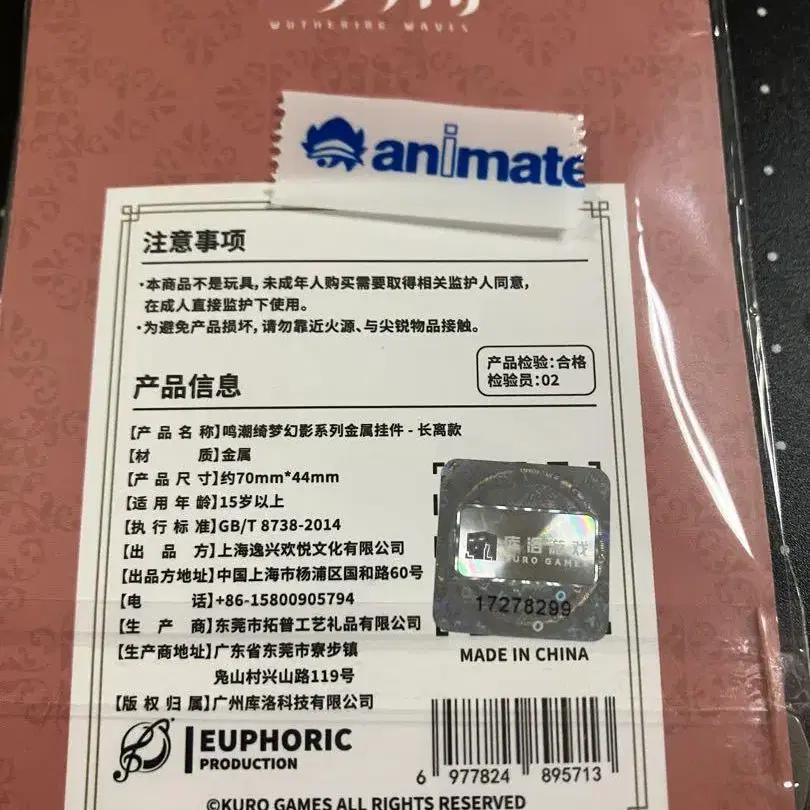 WUTHERING WAVES
animate
注意事项
·本商品不是玩具,未成年人购买需要取得相关监护人同意,
在成人直接监护下使用。
·为避免产品损坏,请勿靠近火源、与尖锐物品接触。
产品检验:合格
检验员:02
产品信息
【产品名称】鸣潮绮梦幻影系列金属挂件 - 长离款
【材质】金属
【产品尺寸】约70mm*44mm
【适用年龄】15岁以上
【执行标准】GB/T 8738-2014
【出品方】上海逸兴欢悦文化有限公司
【出品方地址】中国上海市杨浦区国和路60号
【电话】+86-15800905794
【生产商】东莞市拓普工艺礼品有限公司
【生产商地址】广东省东莞市寮步镇
凫山村兴山路119号
【版权归属】广州库洛科技有限公司
库洛游戏
KURO GAMES
17278299
MADE IN CHINA
EUPHORIC
PRODUCTION
6 977824 895713
©KURO GAMES ALL RIGHTS RESERVED